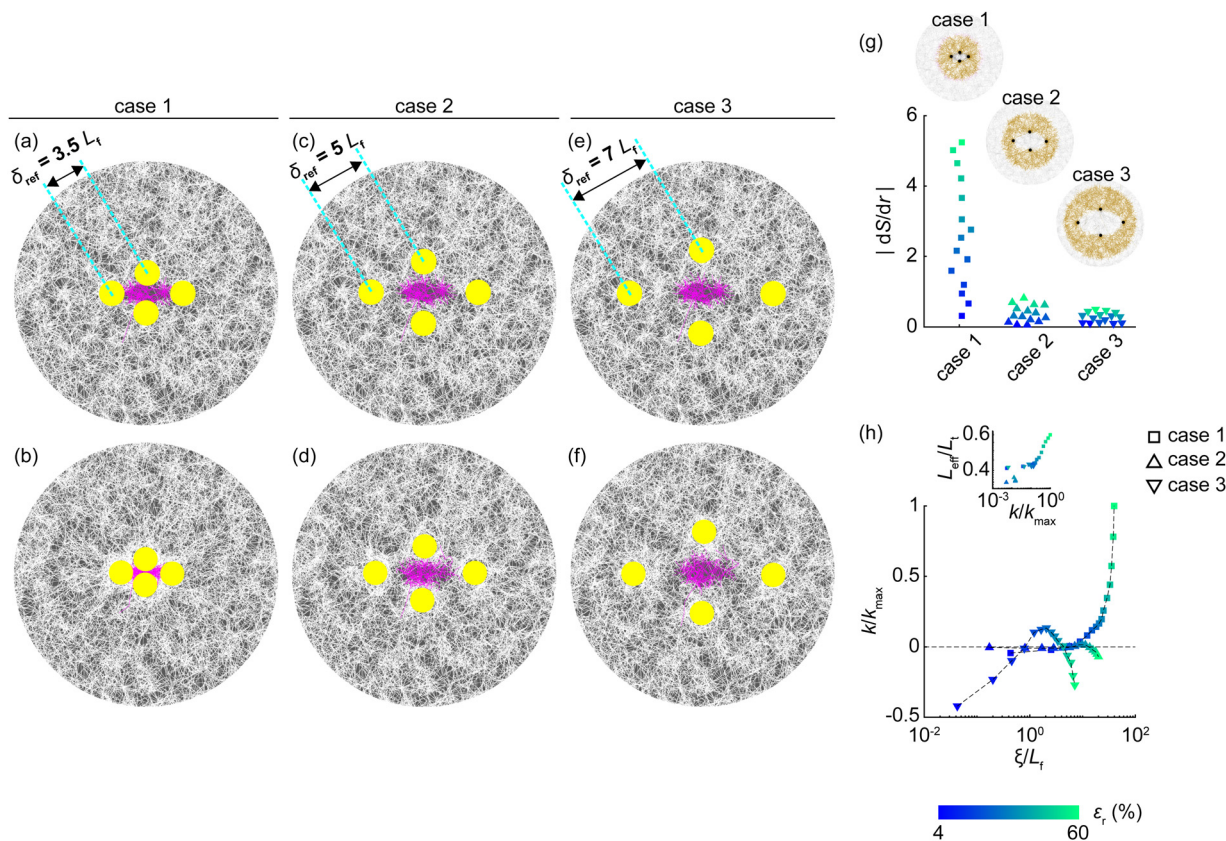 case 1
case 2
case 3
(a)
δref = 3.5 Lf
(c)
δref = 5 Lf
(e)
δref = 7 Lf
(b)
(d)
(f)
(g)
case 1
case 2
case 3
6
4
2
0
| dS/dr |
case 1
case 2
case 3
(h)
0.6
0.4
Leff/Lt
10-3
100
k/kmax
case 1
case 2
case 3
1
0.5
0
-0.5
k/kmax
10-2
100
102
ξ/Lf
εr (%)
4
60